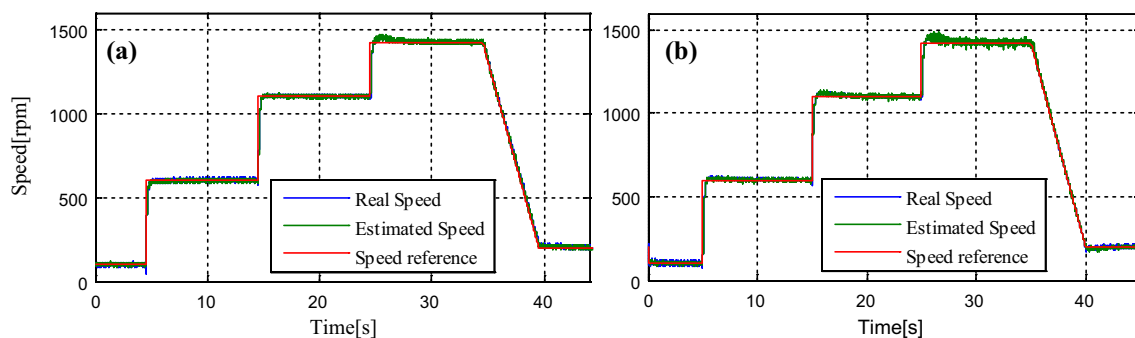 (a)
Speed[rpm]
1500
1000
500
0
0 10 20 30 40
Time[s]
Real Speed
Estimated Speed
Speed reference
(b)
1500
1000
500
0
0 10 20 30 40
Time[s]
Real Speed
Estimated Speed
Speed reference